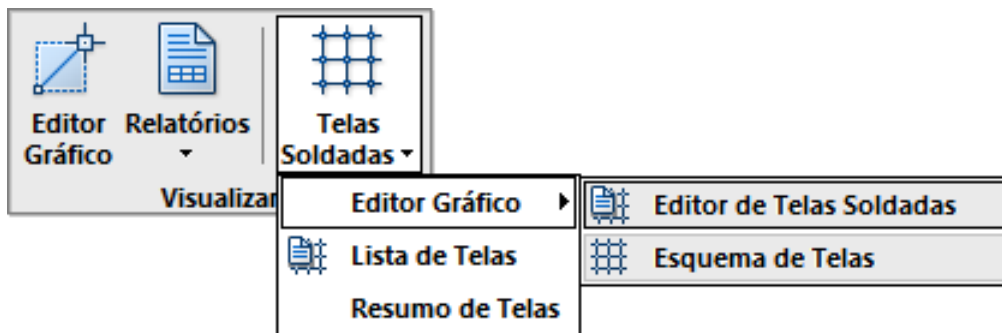 Editor Gráfico
Relatórios
Telas Soldadas
Visualizar
Editor Gráfico
Editor de Telas Soldadas
Lista de Telas
Esquema de Telas
Resumo de Telas